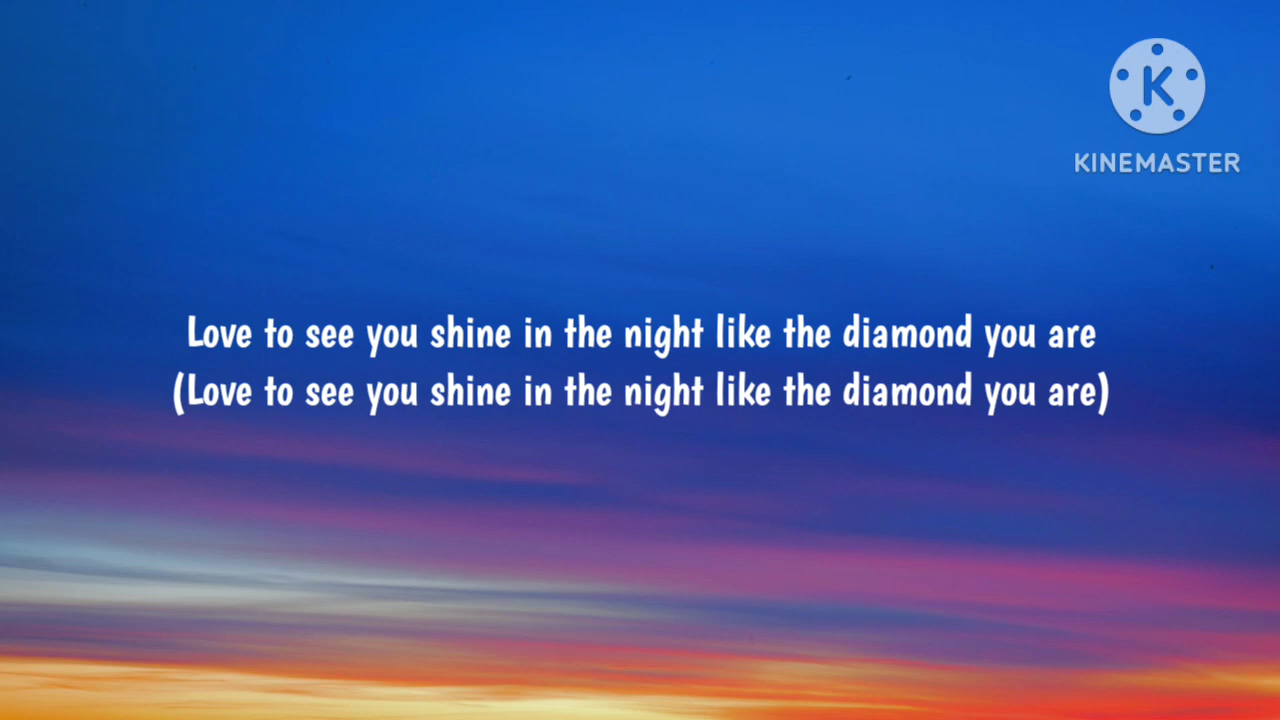 K
KINEMASTER
Love to see you shine in the night like the diamond you are
(Love to see you shine in the night like the diamond you are)